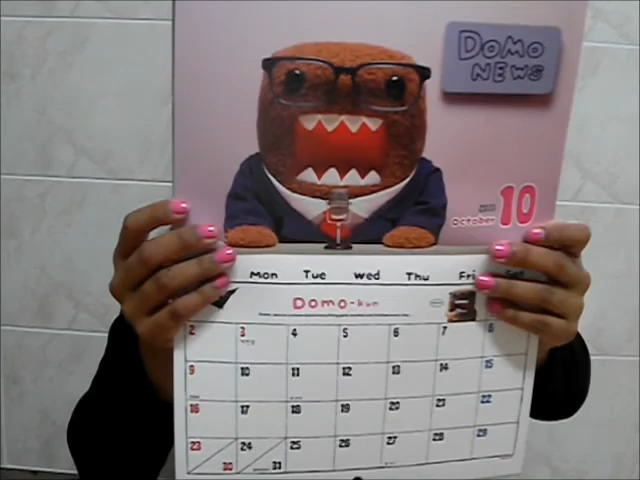 DOMO
NEWS
October 10
Mon Tue Wed Thu Fri Sat
DOMO-kun
2 3 4 5 6 7 8
9 10 11 12 13 14 15
16 17 18 19 20 21 22
23 24 25 26 27 28 29
30 31